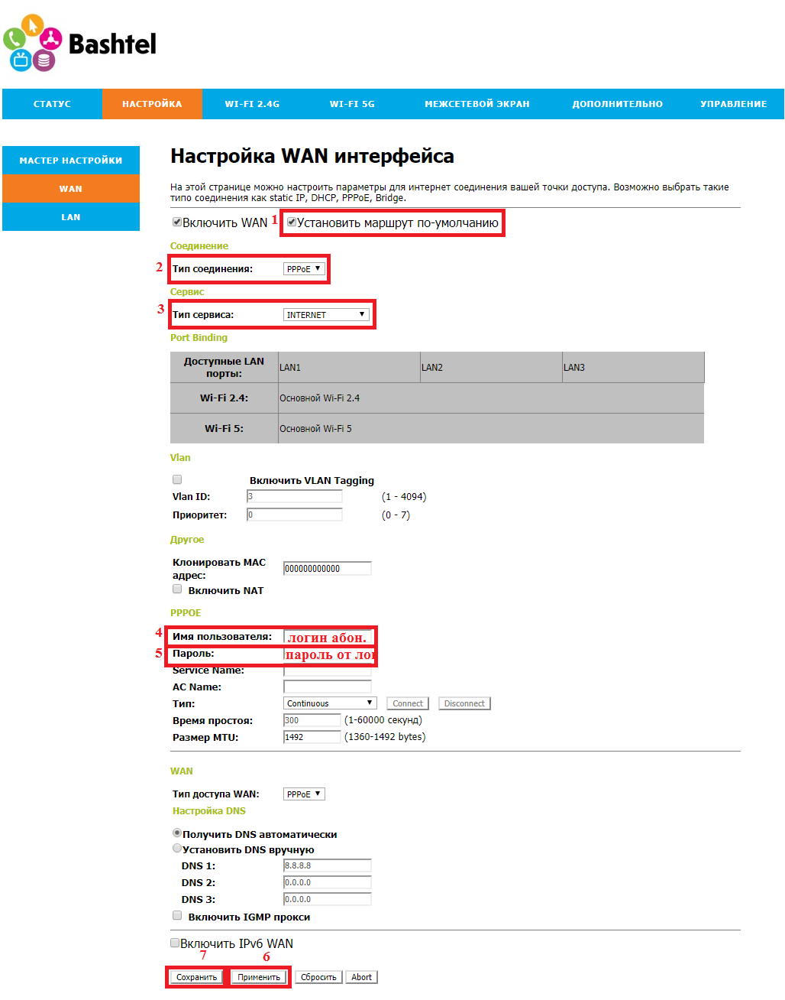 Bashtel
СТАТУС НАСТРОЙКА WI-FI 2.4G WI-FI 5G МЕЖСЕТЕВОЙ ЭКРАН ДОПОЛНИТЕЛЬНО УПРАВЛЕНИЕ
МАСТЕР НАСТРОЙКИ
WAN
LAN
Настройка WAN интерфейса
На этой странице можно настроить параметры для интернет соединения вашей точки доступа. Возможно выбрать такие
типо соединения как static IP, DHCP, PPPoE, Bridge.
Включить WAN 1 Установить маршрут по-умолчанию
Соединение
2 Тип соединения: PPPoE
Сервис
3 Тип сервиса: INTERNET
Port Binding
Доступные LAN
порты: LAN1 LAN2 LAN3
Wi-Fi 2.4: Основной Wi-Fi 2.4
Wi-Fi 5: Основной Wi-Fi 5
Vlan
Включить VLAN Tagging
Vlan ID: 3 (1 - 4094)
Приоритет: 0 (0 - 7)
Другое
Клонировать MAC
адрес: 000000000000
Включить NAT
PPPOE
4 Имя пользователя: логин абон.
5 Пароль: пароль от лог
Service Name:
AC Name:
Тип: Continuous Connect Disconnect
Время простоя: 300 (1-60000 секунд)
Размер MTU: 1492 (1360-1492 bytes)
WAN
Тип доступа WAN: PPPoE
Настройка DNS
Получить DNS автоматически
Установить DNS вручную
DNS 1: 8.8.8.8
DNS 2: 0.0.0.0
DNS 3: 0.0.0.0
Включить IGMP прокси
Включить IPv6 WAN
7 6
Сохранить Применить Сбросить Abort